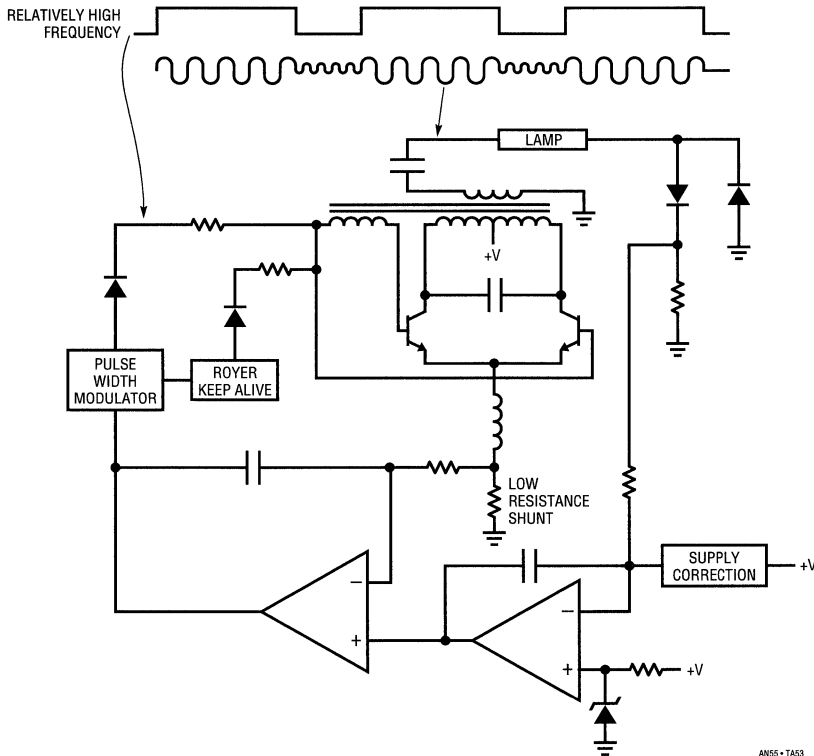 RELATIVELY HIGH
FREQUENCY
LAMP
+V
PULSE
WIDTH
MODULATOR
ROYER
KEEP ALIVE
LOW
RESISTANCE
SHUNT
SUPPLY
CORRECTION
+V
–
+
–
+
+V
AN55 • TA53